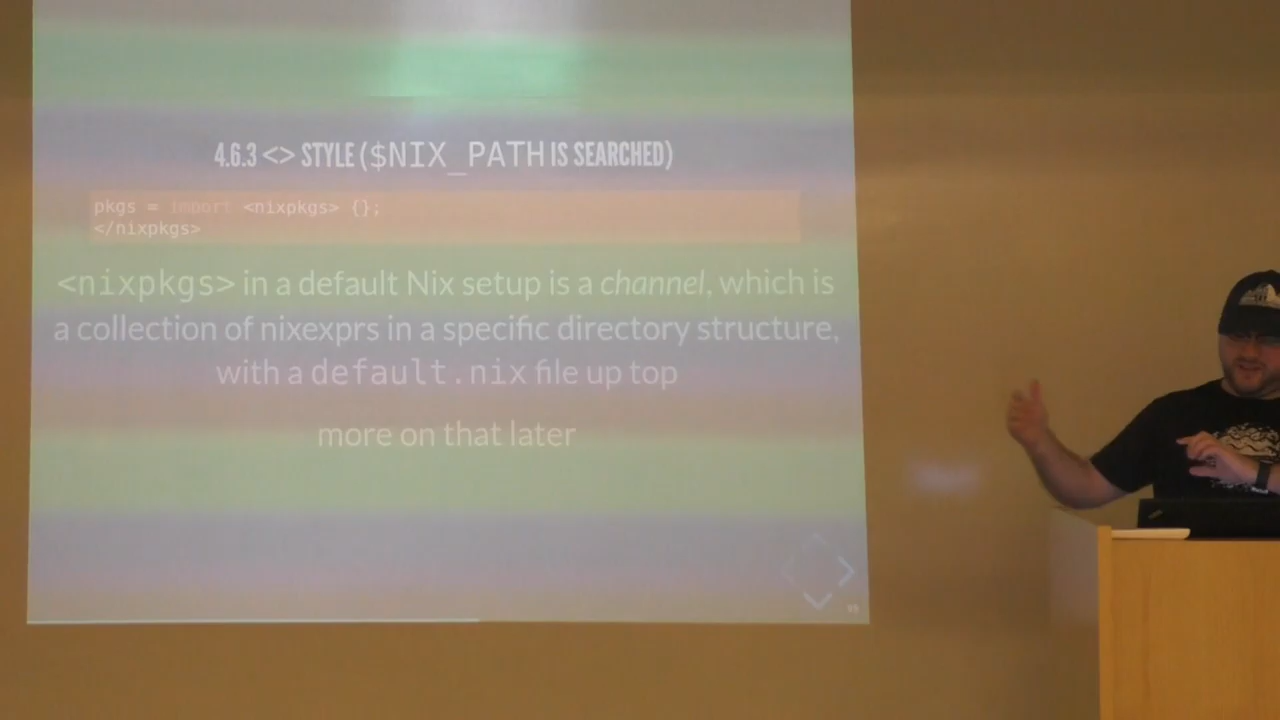 4.6.3 <> STYLE ($NIX_PATH IS SEARCHED)
pkgs = import <nixpkgs> {};
</nixpkgs>
<nixpkgs> in a default Nix setup is a channel, which is
a collection of nixexprs in a specific directory structure,
with a default.nix file up top
more on that later